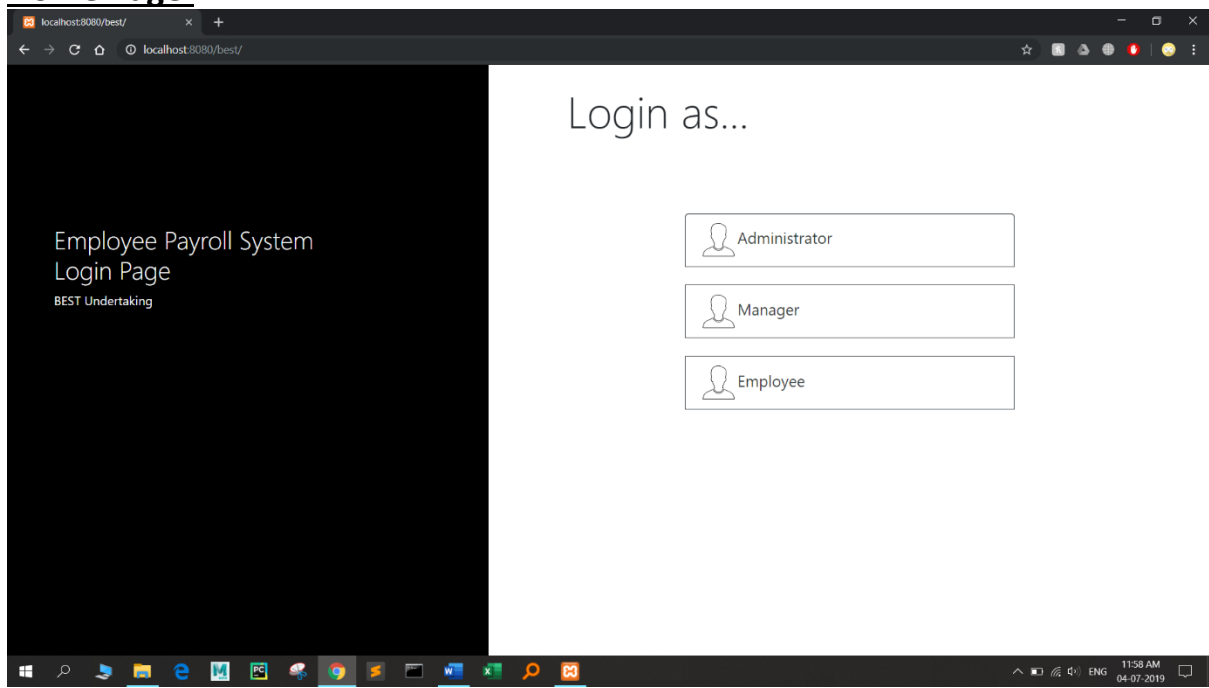 localhost:8080/best/
localhost:8080/best/
Login as...
Employee Payroll System
Login Page
BEST Undertaking
Administrator
Manager
Employee
ENG
11:58 AM
04-07-2019